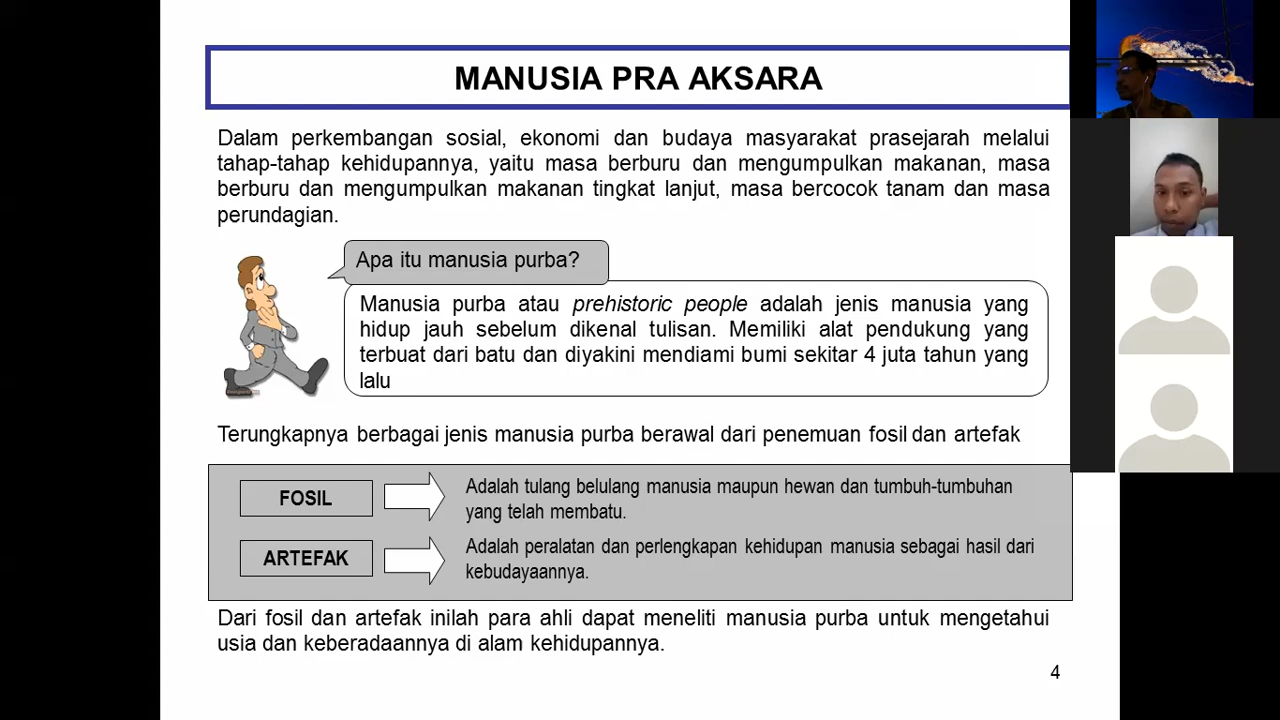 MANUSIA PRA AKSARA
Dalam perkembangan sosial, ekonomi dan budaya masyarakat prasejarah melalui
tahap-tahap kehidupannya, yaitu masa berburu dan mengumpulkan makanan, masa
berburu dan mengumpulkan makanan tingkat lanjut, masa bercocok tanam dan masa
perundagian.
Apa itu manusia purba?
Manusia purba atau prehistoric people adalah jenis manusia yang
hidup jauh sebelum dikenal tulisan. Memiliki alat pendukung yang
terbuat dari batu dan diyakini mendiami bumi sekitar 4 juta tahun yang
lalu
Terungkapnya berbagai jenis manusia purba berawal dari penemuan fosil dan artefak
FOSIL
Adalah tulang belulang manusia maupun hewan dan tumbuh-tumbuhan
yang telah membatu.
ARTEFAK
Adalah peralatan dan perlengkapan kehidupan manusia sebagai hasil dari
kebudayaannya.
Dari fosil dan artefak inilah para ahli dapat meneliti manusia purba untuk mengetahui
usia dan keberadaannya di alam kehidupannya.
4